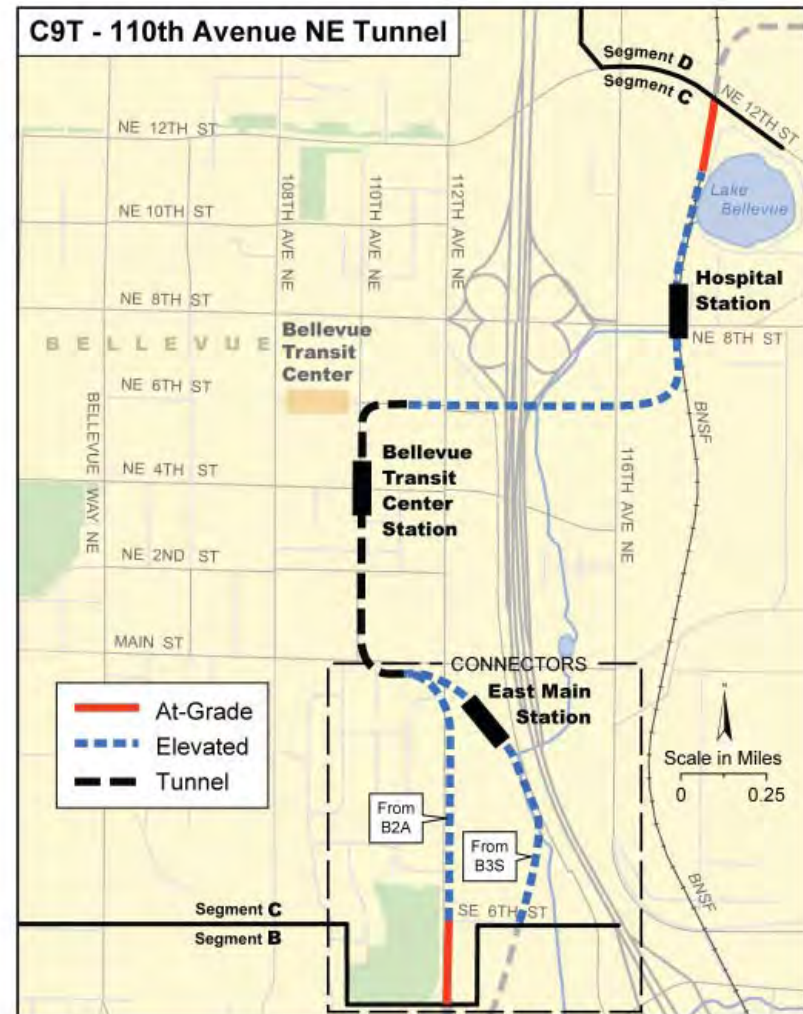 C9T - 110th Avenue NE Tunnel
Segment D
Segment C
NE 12TH ST
NE 12TH ST
Lake
Bellevue
108TH AVE NE
110TH AVE NE
112TH AVE NE
NE 10TH ST
Hospital
Station
NE 8TH ST
NE 8TH ST
BELLEVUE
Bellevue
Transit
Center
NE 6TH ST
BELLEVUE WAY NE
BNSF
Bellevue
Transit
Center
Station
NE 4TH ST
116TH AVE NE
NE 2ND ST
MAIN ST
CONNECTORS
East Main
Station
At-Grade
Elevated
Tunnel
N
Scale in Miles
0 0.25
From
B2A
From
B3S
Segment C
Segment B
SE 6TH ST
BNSF